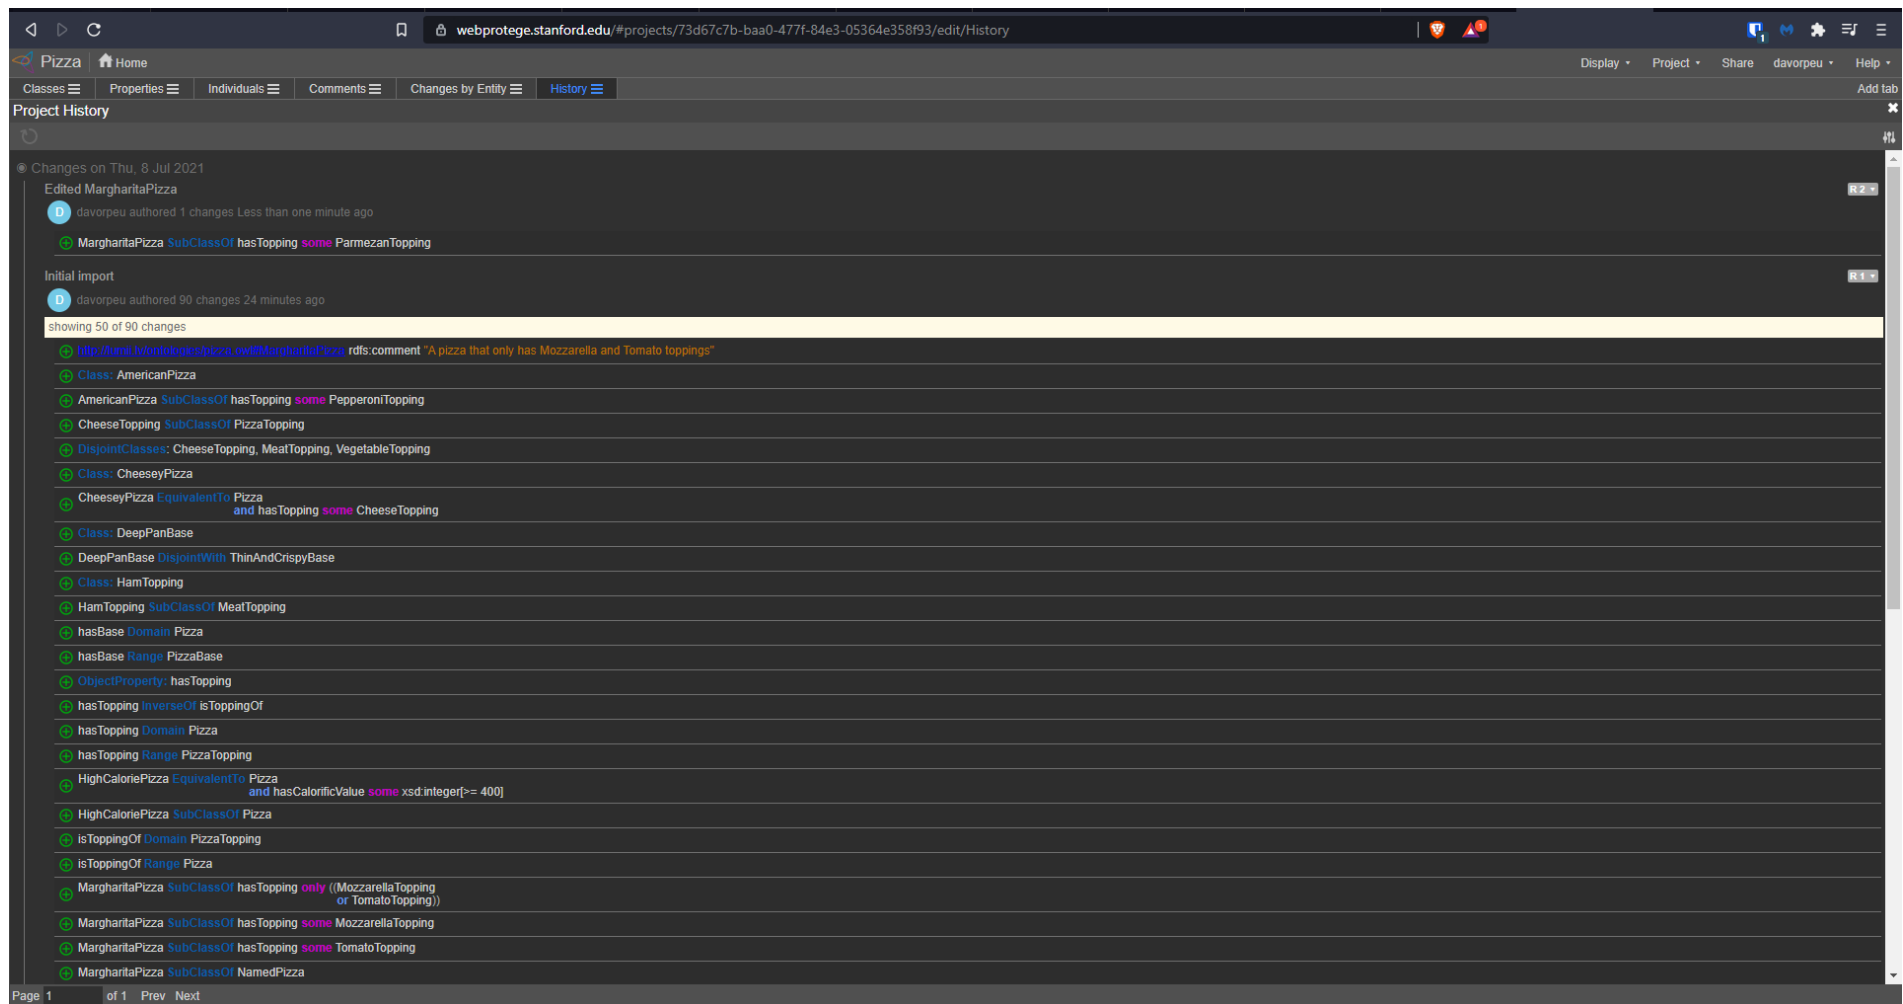 webprotege.stanford.edu/#projects/73d67c7b-baa0-477f-84e3-05364e358f93/edit/History
1
1
Pizza Home Display Project Share davorpeu Help
Classes Properties Individuals Comments Changes by Entity History Add tab
Project History
Changes on Thu, 8 Jul 2021
Edited MargharitaPizza R 2
D davorpeu authored 1 changes Less than one minute ago
MargharitaPizza SubClassOf hasTopping some ParmezanTopping
Initial import R 1
D davorpeu authored 90 changes 24 minutes ago
showing 50 of 90 changes
rdfs:comment "A pizza that only has Mozzarella and Tomato toppings"
Class: AmericanPizza
AmericanPizza SubClassOf hasTopping some PepperoniTopping
CheeseTopping SubClassOf PizzaTopping
DisjointClasses: CheeseTopping, MeatTopping, VegetableTopping
Class: CheeseyPizza
CheeseyPizza EquivalentTo Pizza
and hasTopping some CheeseTopping
Class: DeepPanBase
DeepPanBase DisjointWith ThinAndCrispyBase
Class: HamTopping
HamTopping SubClassOf MeatTopping
hasBase Domain Pizza
hasBase Range PizzaBase
ObjectProperty: hasTopping
hasTopping InverseOf isToppingOf
hasTopping Domain Pizza
hasTopping Range PizzaTopping
HighCaloriePizza EquivalentTo Pizza
and hasCalorificValue some xsd:integer[>= 400]
HighCaloriePizza SubClassOf Pizza
isToppingOf Domain PizzaTopping
isToppingOf Range Pizza
MargharitaPizza SubClassOf hasTopping only ((MozzarellaTopping
or TomatoTopping))
MargharitaPizza SubClassOf hasTopping some MozzarellaTopping
MargharitaPizza SubClassOf hasTopping some TomatoTopping
MargharitaPizza SubClassOf NamedPizza
Page 1 of 1 Prev Next